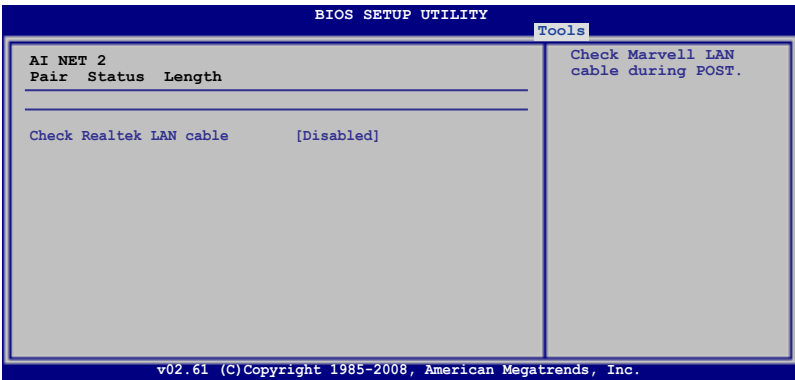 BIOS SETUP UTILITY
Tools
AI NET 2
Pair Status Length
Check Realtek LAN cable [Disabled]
Check Marvell LAN
cable during POST.
v02.61 (C)Copyright 1985-2008, American Megatrends, Inc.